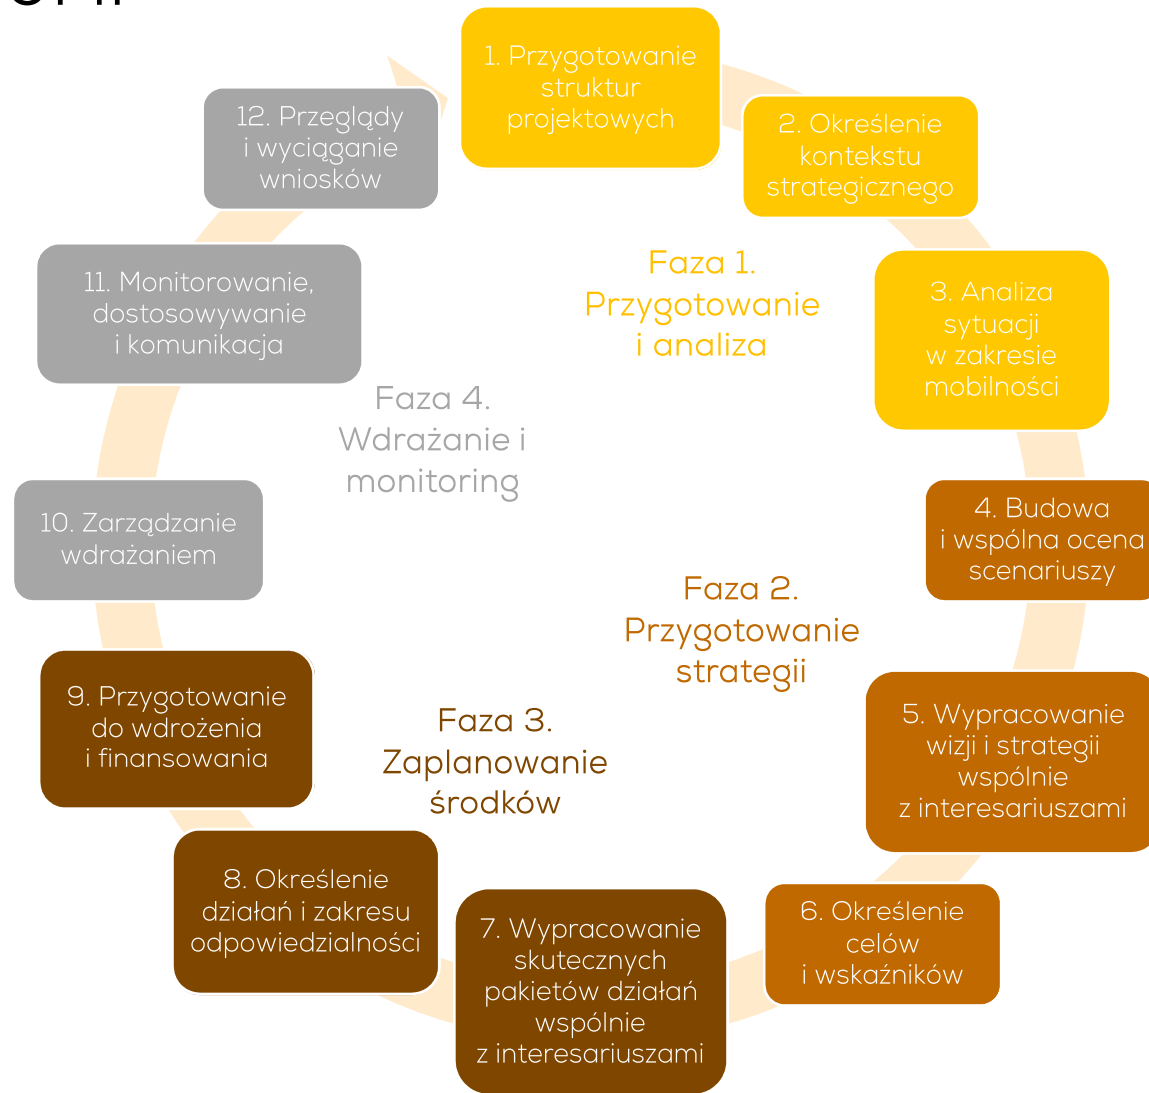 1. Przygotowanie
struktur
projektowych
2. Określenie
kontekstu
strategicznego
3. Analiza
sytuacji
w zakresie
mobilności
4. Budowa
i wspólna ocena
scenariuszy
5. Wypracowanie
wizji i strategii
wspólnie
z interesariuszami
6. Określenie
celów
i wskaźników
7. Wypracowanie
skutecznych
pakietów działań
wspólnie
z interesariuszami
8. Określenie
działań i zakresu
odpowiedzialności
9. Przygotowanie
do wdrożenia
i finansowania
10. Zarządzanie
wdrażaniem
11. Monitorowanie,
dostosowywanie
i komunikacja
12. Przeglądy
i wyciąganie
wniosków
Faza 1.
Przygotowanie
i analiza
Faza 2.
Przygotowanie
strategii
Faza 3.
Zaplanowanie
środków
Faza 4.
Wdrażanie i
monitoring